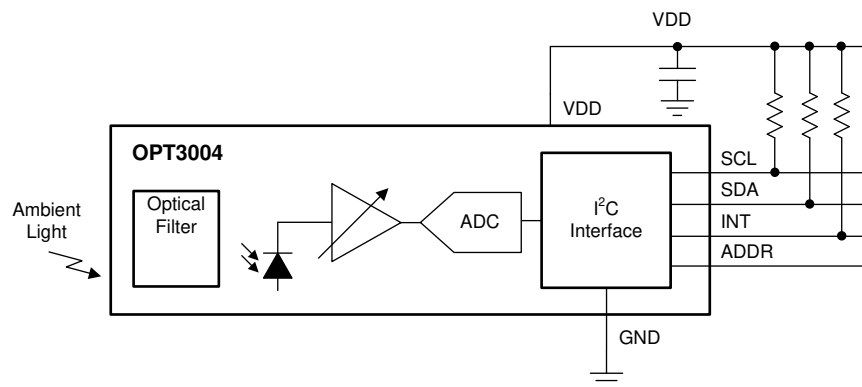 VDD
VDD
OPT3004
Ambient
Light
Optical
Filter
ADC
I²C
Interface
SCL
SDA
INT
ADDR
GND